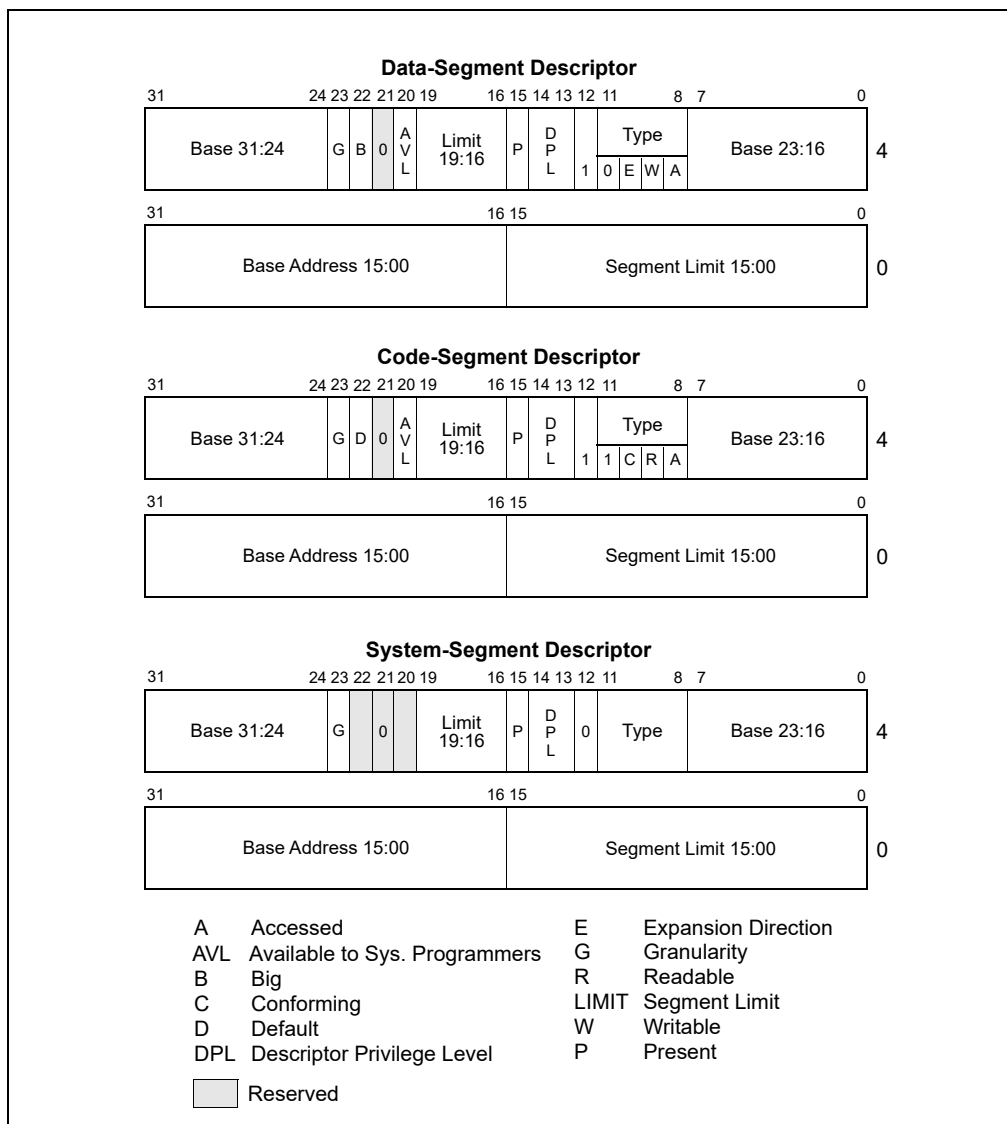 Data-Segment Descriptor
31 24 23 22 21 20 19 16 15 14 13 12 11 8 7 0
Base 31:24 G B 0 AVL Limit 19:16 P DPL 1 Type 0 E W A Base 23:16 4
31 16 15 0
Base Address 15:00 Segment Limit 15:00 0
Code-Segment Descriptor
31 24 23 22 21 20 19 16 15 14 13 12 11 8 7 0
Base 31:24 G D 0 AVL Limit 19:16 P DPL 1 Type 1 C R A Base 23:16 4
31 16 15 0
Base Address 15:00 Segment Limit 15:00 0
System-Segment Descriptor
31 24 23 22 21 20 19 16 15 14 13 12 11 8 7 0
Base 31:24 G 0 Limit 19:16 P DPL 0 Type Base 23:16 4
31 16 15 0
Base Address 15:00 Segment Limit 15:00 0
A Accessed
AVL Available to Sys. Programmers
B Big
C Conforming
D Default
DPL Descriptor Privilege Level
E Expansion Direction
G Granularity
R Readable
LIMIT Segment Limit
W Writable
P Present
Reserved